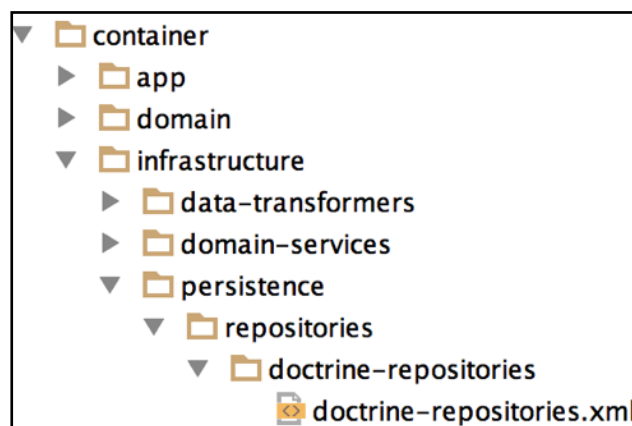 container
app
domain
infrastructure
data-transformers
domain-services
persistence
repositories
doctrine-repositories
doctrine-repositories.xml